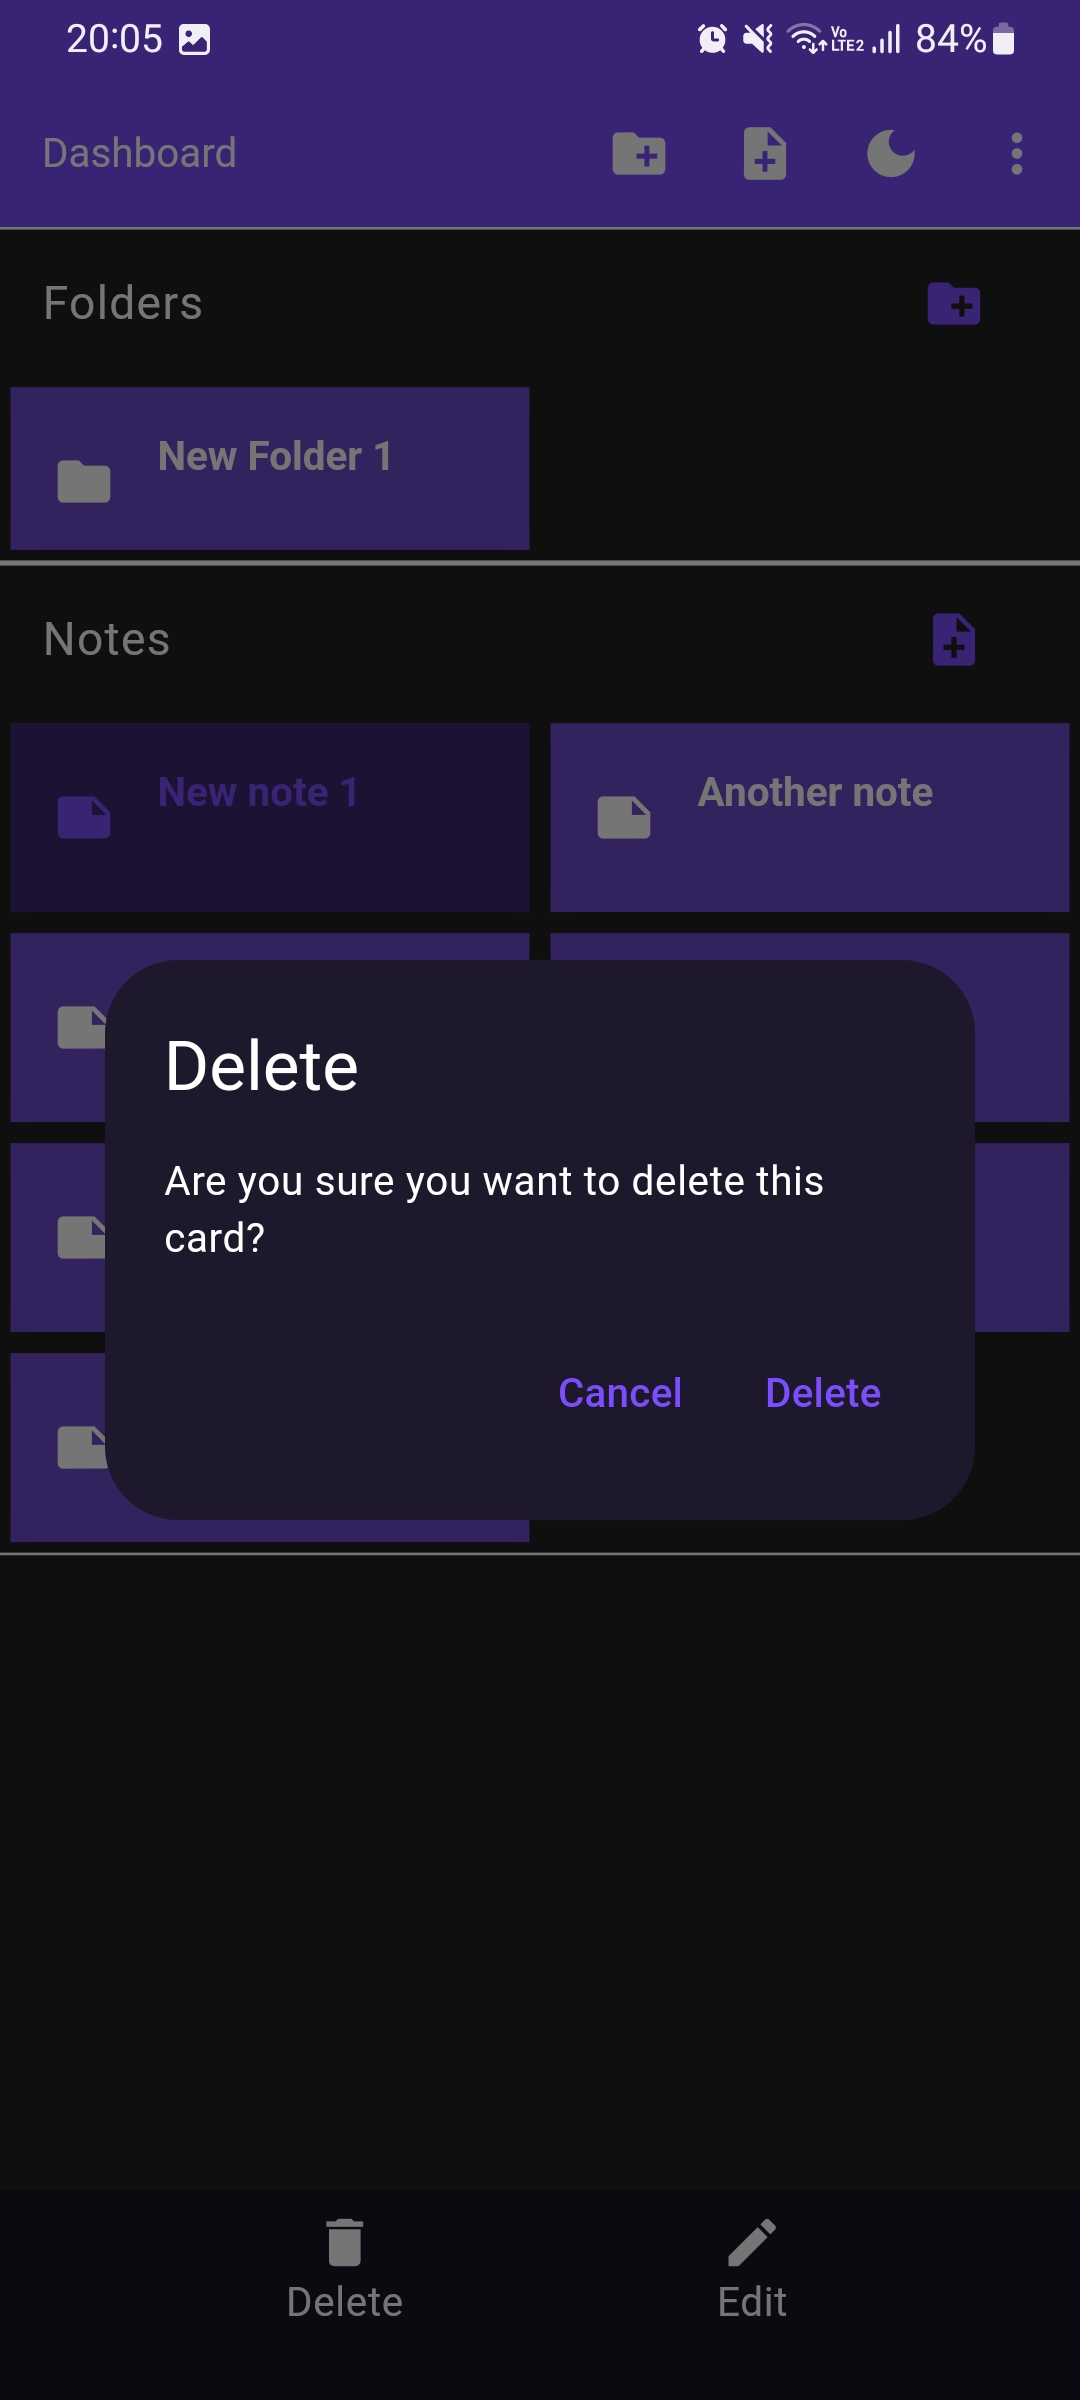 20:05
Vo LTE2 84%
Dashboard
Folders
New Folder 1
Notes
New note 1
Another note
Delete
Are you sure you want to delete this
card?
Cancel Delete
Delete Edit